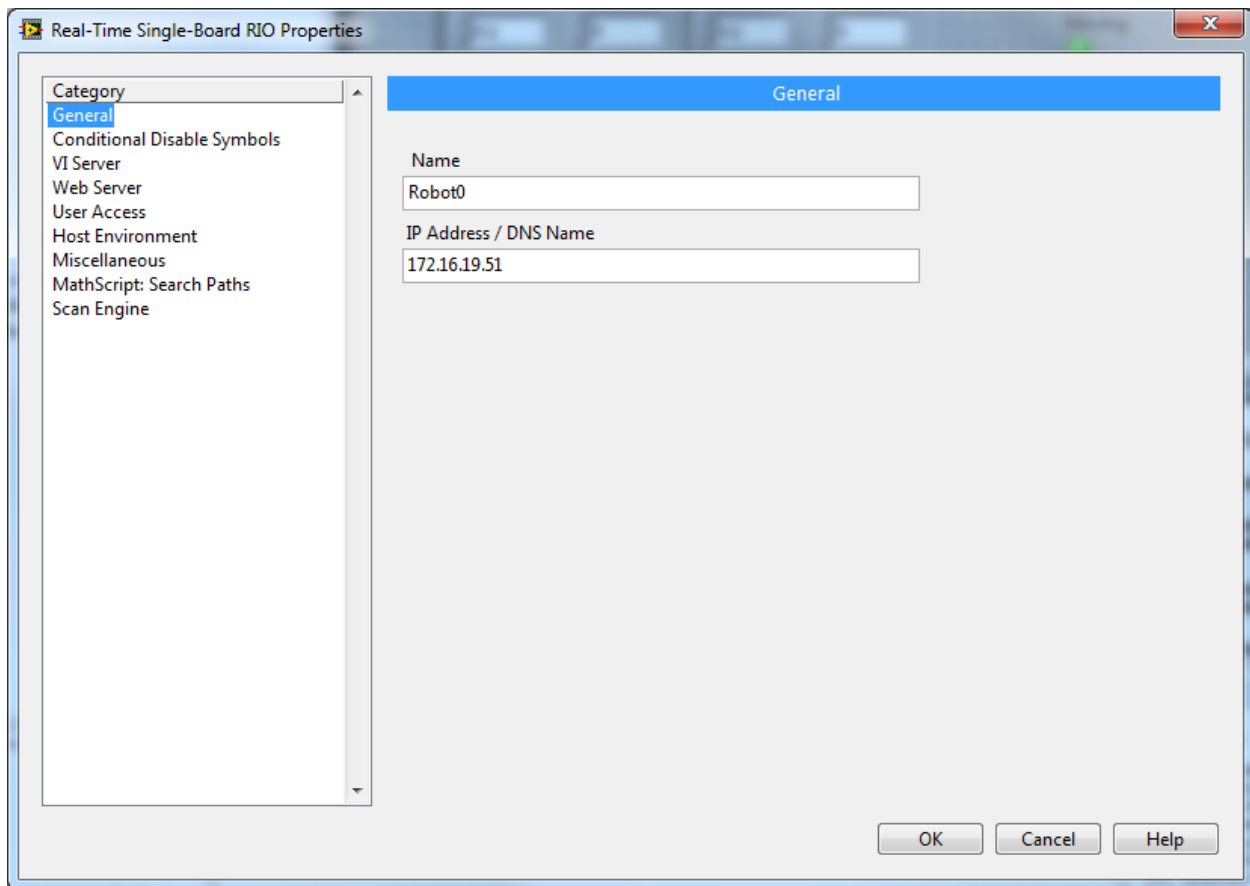 Real-Time Single-Board RIO Properties
Category
General
Conditional Disable Symbols
VI Server
Web Server
User Access
Host Environment
Miscellaneous
MathScript: Search Paths
Scan Engine
General
Name
Robot0
IP Address / DNS Name
172.16.19.51
OK
Cancel
Help